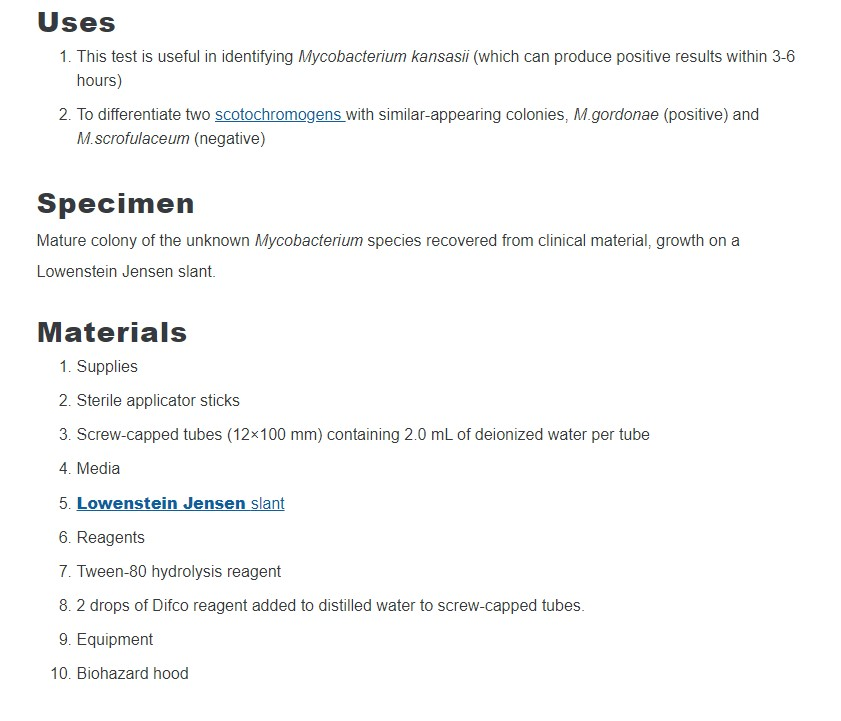 Uses
1. This test is useful in identifying Mycobacterium kansasii (which can produce positive results within 3-6
hours)
2. To differentiate two scotochromogens with similar-appearing colonies, M.gordonae (positive) and
M.scrofulaceum (negative)
Specimen
Mature colony of the unknown Mycobacterium species recovered from clinical material, growth on a
Lowenstein Jensen slant.
Materials
1. Supplies
2. Sterile applicator sticks
3. Screw-capped tubes (12×100 mm) containing 2.0 mL of deionized water per tube
4. Media
5. Lowenstein Jensen slant
6. Reagents
7. Tween-80 hydrolysis reagent
8. 2 drops of Difco reagent added to distilled water to screw-capped tubes.
9. Equipment
10. Biohazard hood